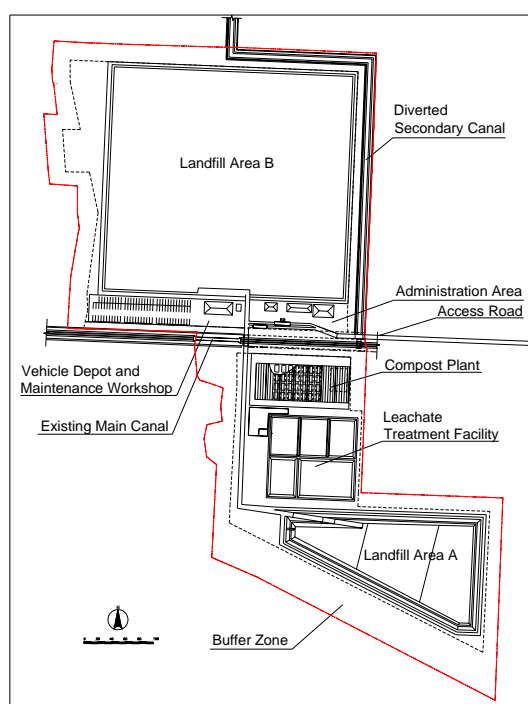 Diverted
Secondary Canal
Landfill Area B
Administration Area
Access Road
Vehicle Depot and
Maintenance Workshop
Compost Plant
Existing Main Canal
Leachate
Treatment Facility
Landfill Area A
Buffer Zone